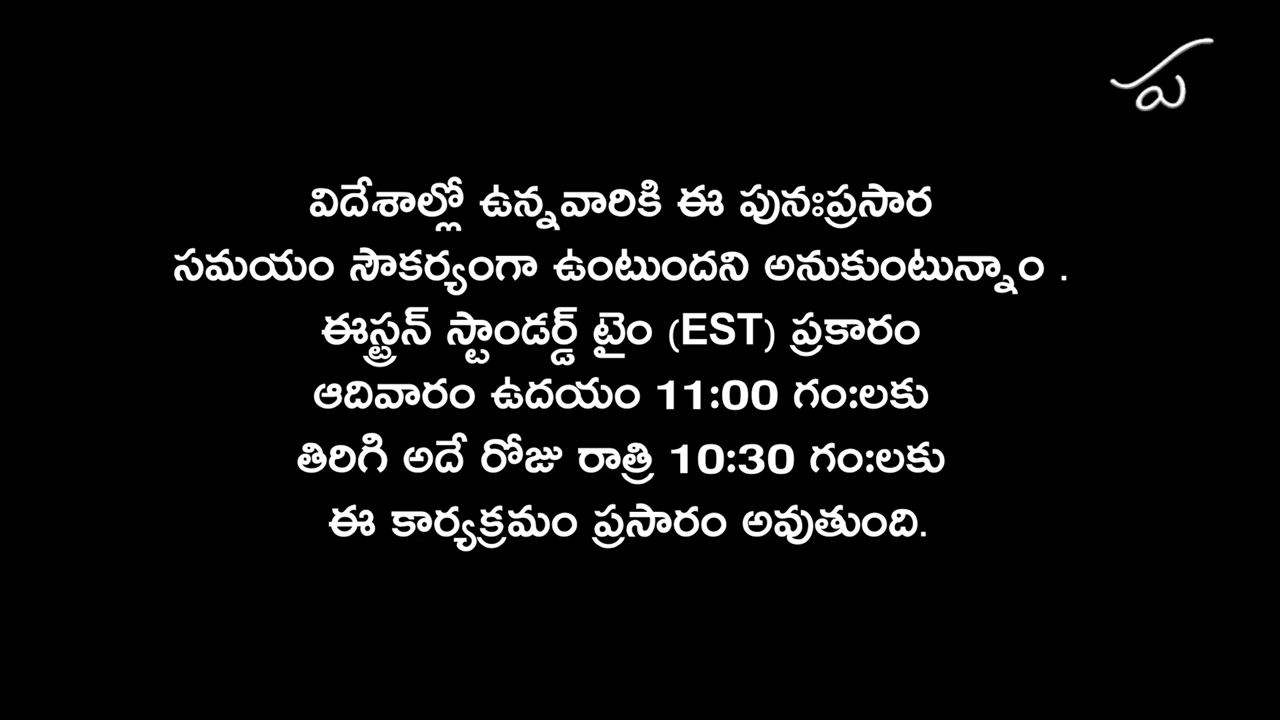 ప
విదేశాల్లో ఉన్నవారికి ఈ పునఃప్రసార
సమయం సౌకర్యంగా ఉంటుందని అనుకుంటున్నాం .
ఈస్ట్రన్ స్టాండర్డ్ టైం (EST) ప్రకారం
ఆదివారం ఉదయం 11:00 గం:లకు
తిరిగి అదే రోజు రాత్రి 10:30 గం:లకు
ఈ కార్యక్రమం ప్రసారం అవుతుంది.